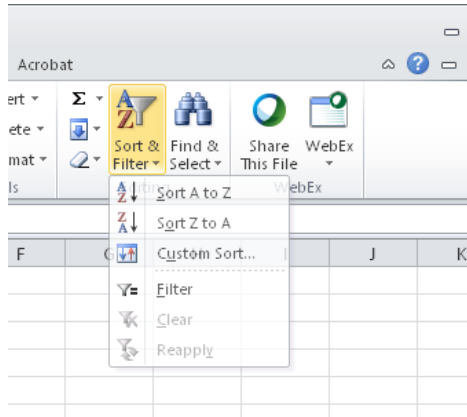 Acrobat
ert
ete
mat
ls
Σ
Sort &
Filter
Find &
Select
Share
This File
WebEx
WebEx
Sort A to Z
Sort Z to A
Custom Sort...
Filter
Clear
Reapply
F
G
I
J
K